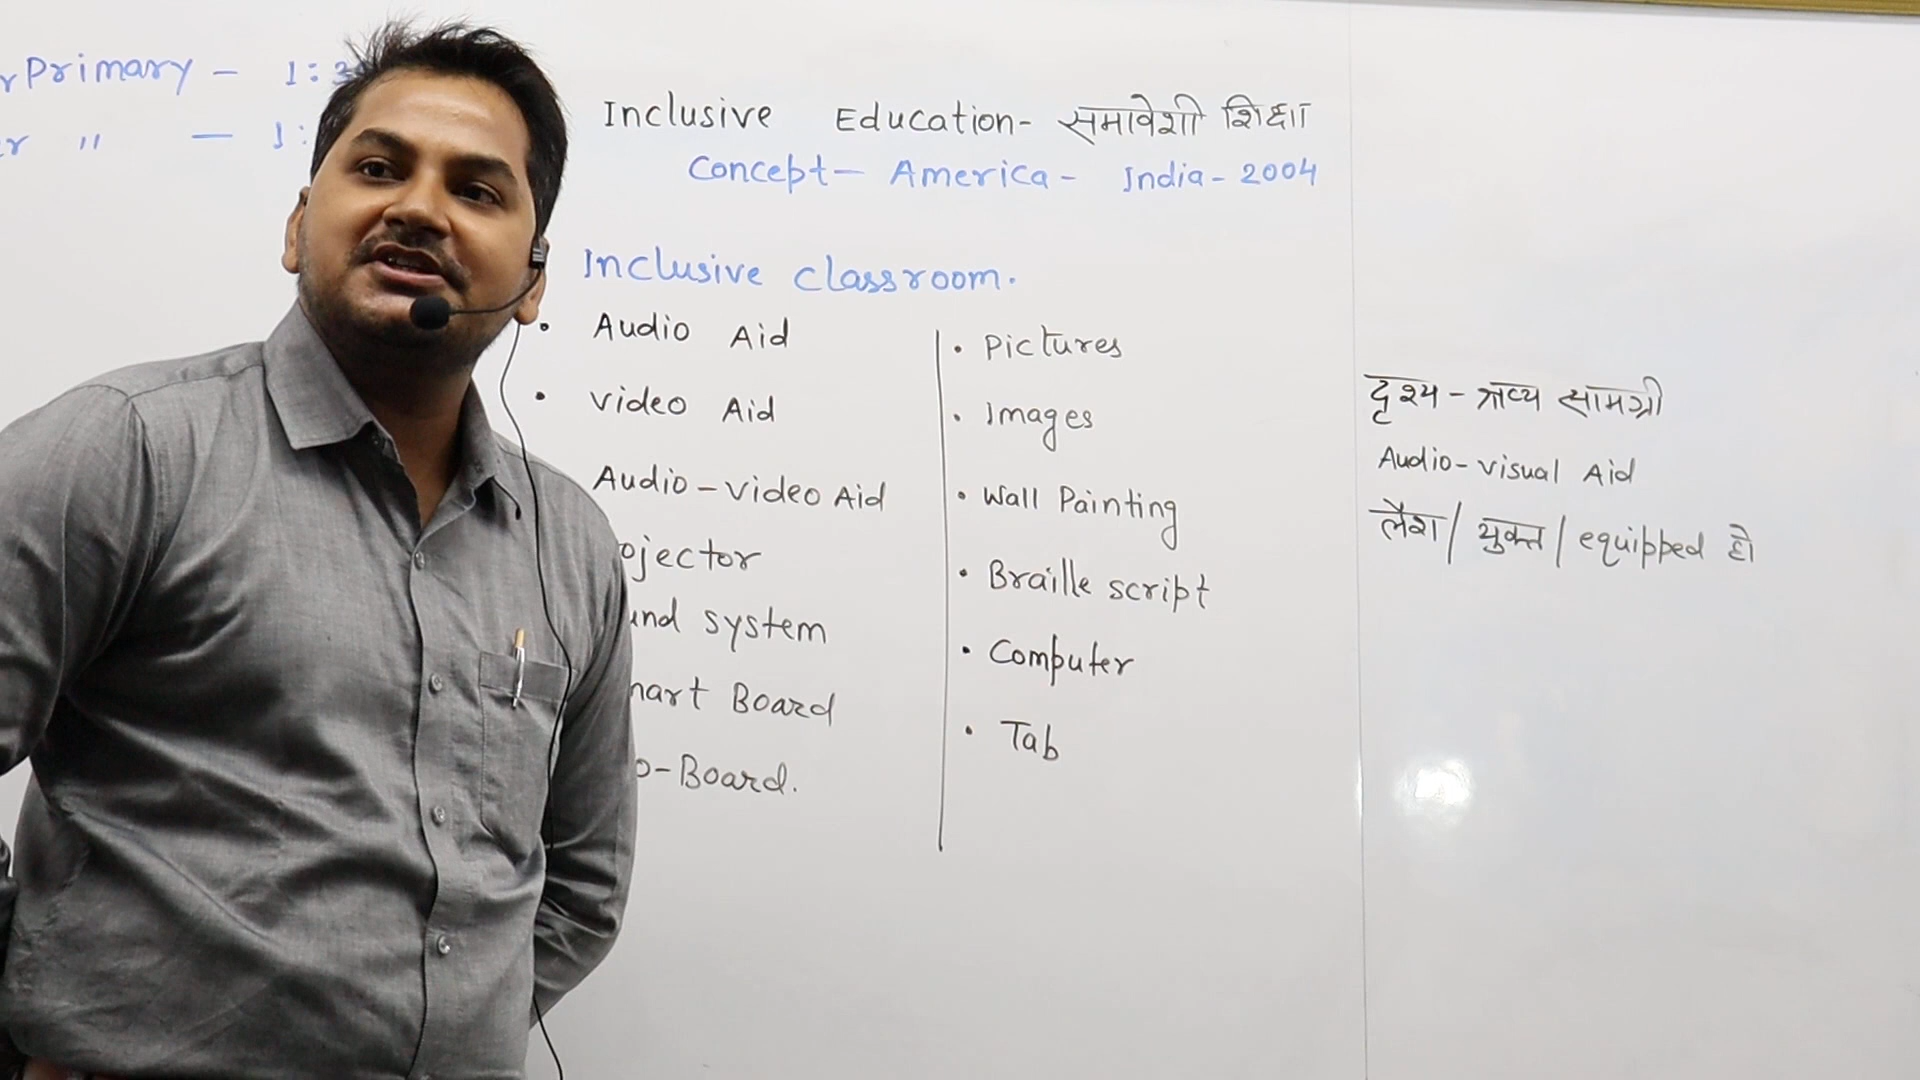 Primary - 1:
" - 1:
Inclusive Education- समावेशी शिक्षा
Concept- America- India-2004
Inclusive classroom.
• Audio Aid
• Video Aid
Audio-Video Aid
ojector
und system
mart Board
o-Board.
• Pictures
• Images
• Wall Painting
• Braille script
• Computer
• Tab
दृश्य - श्रव्य सामग्री
Audio-visual Aid
लैश/ युक्त/ equipped हो